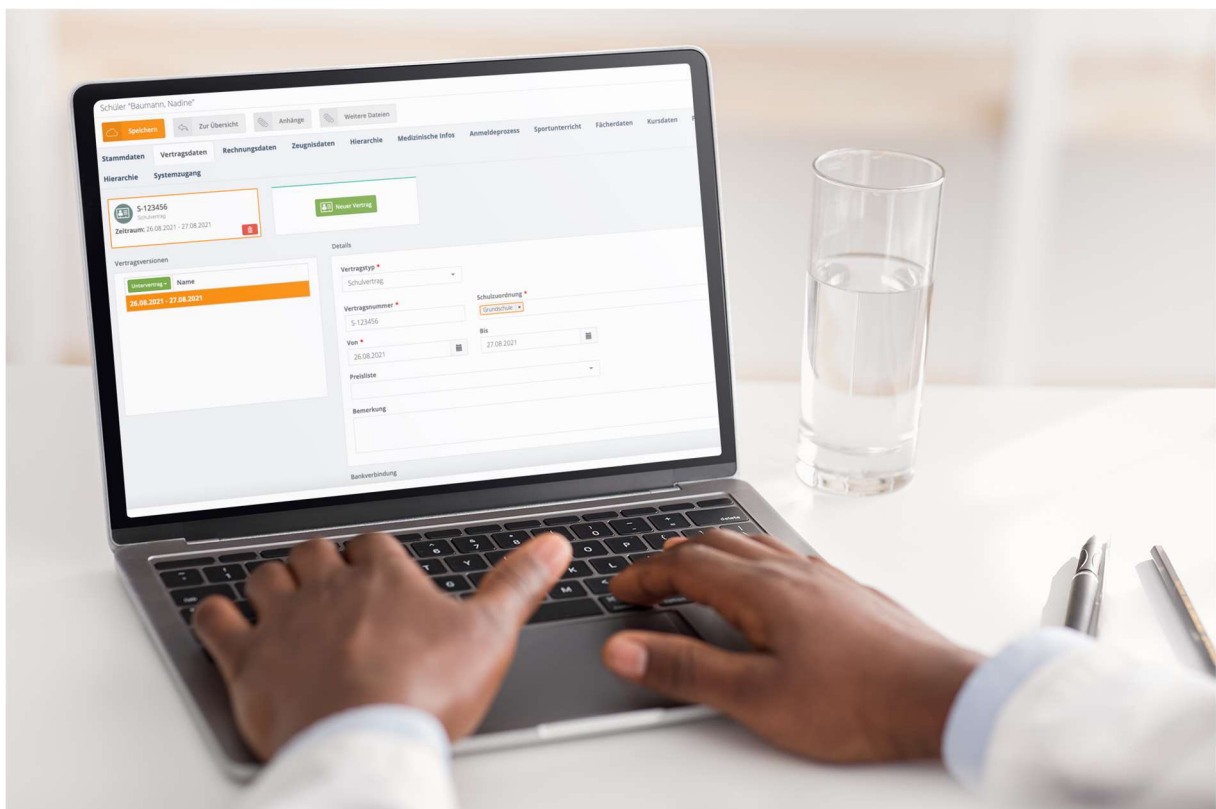 Schüler "Baumann, Nadine"
Speichern Zur Übersicht Anhänge Weitere Dateien
Stammdaten Vertragsdaten Rechnungsdaten Zeugnisdaten Hierarchie Medizinische Infos Anmeldeprozess Sportunterricht Fächerdaten Kursdaten
Hierarchie Systemzugang
S-123456
Schulvertrag
Zeitraum: 26.08.2021 - 27.08.2021
Neuer Vertrag
Vertragsversionen
Untervertrag Name
26.08.2021 - 27.08.2021
Details
Vertragstyp *
Schulvertrag
Vertragsnummer * Schulzuordnung *
S-123456 Grundschule
Von * Bis
26.08.2021 27.08.2021
Preisliste
Bemerkung
Bankverbindung
delete